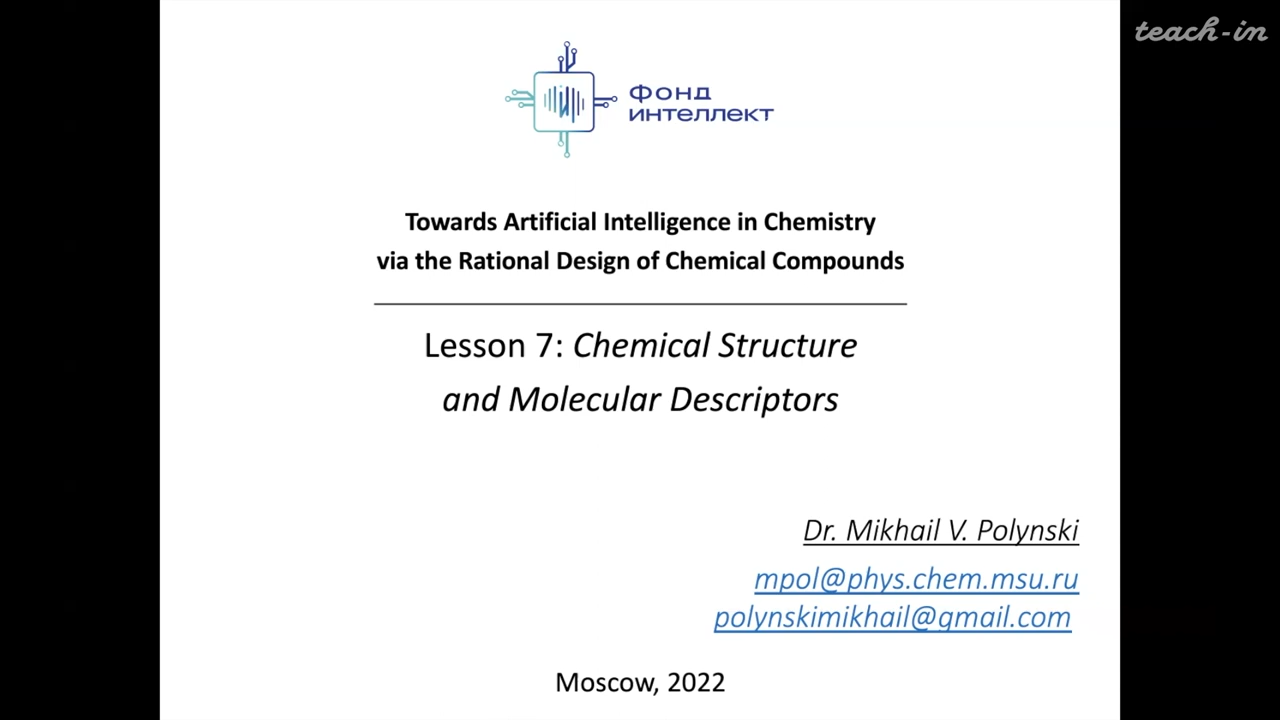 teach-in
ФОНД
ИНТЕЛЛЕКТ
Towards Artificial Intelligence in Chemistry
via the Rational Design of Chemical Compounds
Lesson 7: Chemical Structure
and Molecular Descriptors
Dr. Mikhail V. Polynski
mpol@phys.chem.msu.ru
polynskimikhail@gmail.com
Moscow, 2022